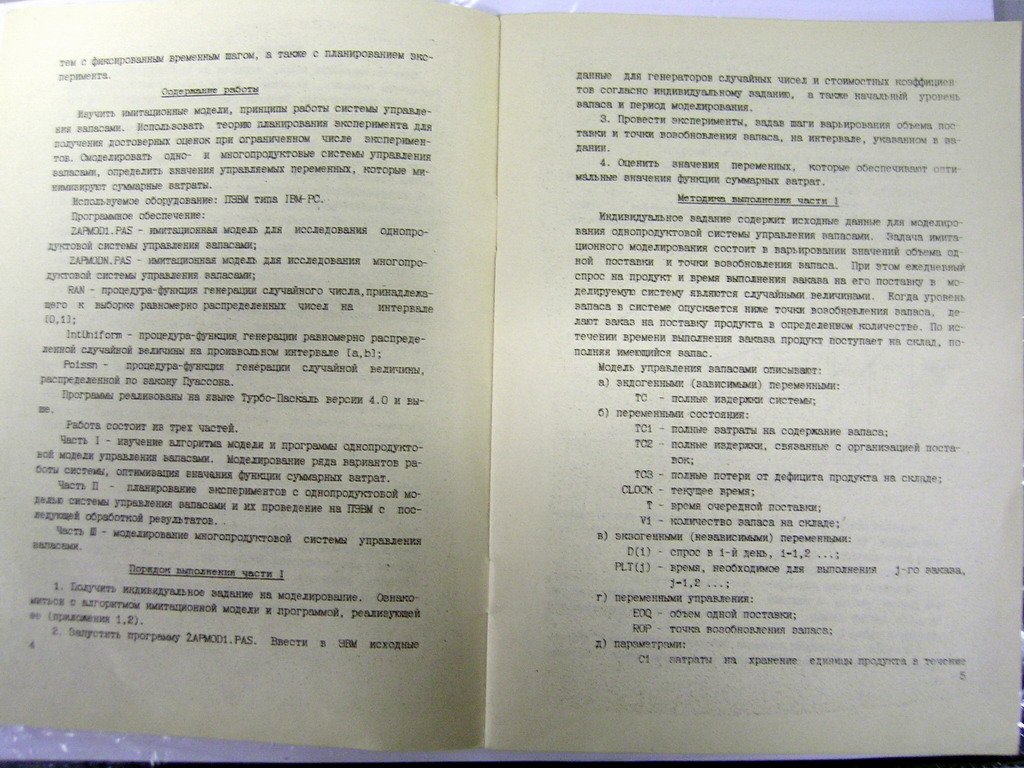 тем с фиксированным временным шагом, а также с планированием экс-
перимента.
Содержание работы
Изучить имитационные модели, принципы работы системы управле-
ния запасами. Использовать теорию планирования эксперимента для
получения достоверных оценок при ограниченном числе эксперимен-
тов. Смоделировать одно- и многопродуктовые системы управления
запасами, определить значения управляемых переменных, которые ми-
нимизируют суммарные затраты.
Используемое оборудование: ПЭВМ типа IBM-PC.
Программное обеспечение:
ZAPMOD1.PAS - имитационная модель для исследования однопро-
дуктовой системы управления запасами;
ZAPMODN.PAS - имитационная модель для исследования многопро-
дуктовой системы управления запасами;
RAN - процедура-функция генерации случайного числа,принадлежа-
щего к выборке равномерно распределенных чисел на интервале
[0,1];
IntUniform - процедура-функция генерации равномерно распреде-
ленной случайной величины на произвольном интервале [a,b];
Poissn - процедура-функция генерации случайной величины,
распределенной по закону Пуассона.
Программы реализованы на языке Турбо-Паскаль версии 4.0 и вы-
ше.
Работа состоит из трех частей.
Часть I - изучение алгоритма модели и программы однопродукто-
вой модели управления запасами. Моделирование ряда вариантов ра-
боты системы, оптимизация значания функции суммарных затрат.
Часть II - планирование экспериментов с однопродуктовой мо-
делью системы управления запасами и их проведение на ПЭВМ с пос-
ледующей обработкой результатов.
Часть III - моделирование многопродуктовой системы управления
запасами.
Порядок выполнения части I
1. Получить индивидуальное задание на моделирование. Ознако-
миться с алгоритмом имитационной модели и программой, реализующей
ее (приложения 1,2).
2. Запустить программу ZAPMOD1.PAS. Ввести в ЭВМ исходные
4
данные для генераторов случайных чисел и стоимостных коэффициен-
тов согласно индивидуальному заданию, а также начальный уровень
запаса и период моделирования.
3. Провести эксперименты, задав шаги варьирования объема пос-
тавки и точки вовобновления запаса, на интервале, указанном в за-
дании.
4. Оценить значения переменных, которые обеспечивают опти-
мальные значения функции суммарных затрат.
Методика выполнения части 1
Индивидуальное задание содержит исходные данные для моделиро-
вания однопродуктовой системы управления запасами. Задача имита-
ционного моделирования состоит в варьировании значений объема од-
ной поставки и точки возобновления запаса. При этом ежедневный
спрос на продукт и время выполнения заказа на его поставку в мо-
делируемую систему являются случайными величинами. Когда уровень
запаса в системе опускается ниже точки возобновления запаса, де-
лают заказ на поставку продукта в определенном количестве. По ис-
течении времени выполнения заказа продукт поступает на склад, по-
полняя имеющийся запас.
Модель управления запасами описывают:
а) эндогенными (зависимыми) переменными:
TC - полные издержки системы;
б) переменными состояния:
TC1 - полные затраты на содержание вапаса;
TC2 - полные издержки, связанные с организацией поста-
вок;
TC3 - полные потери от дефицита продукта на складе;
CLOCK - текущее время;
T - время очередной поставки;
V1 - количество запаса на складе;
в) экзогенными (независимыми) переменными:
D(i) - спрос в i-й день, i=1,2 ...;
PLT(j) - время, необходимое для выполнения j-го заказа,
j=1,2 ...;
г) переменными управления:
EOQ - объем одной поставки;
ROP - точка возобновления запаса;
д) параметрами:
C1 затраты на хранение единицы продукта в течение
5